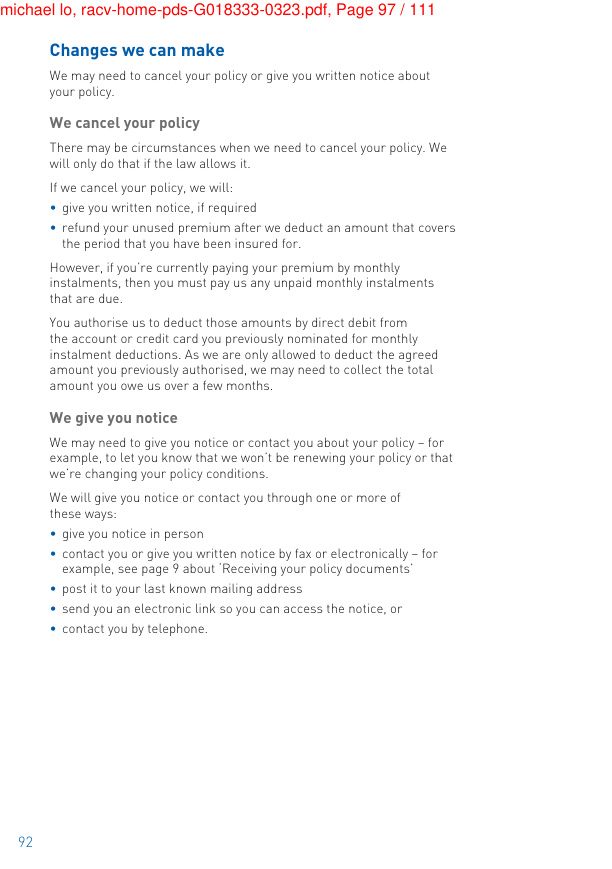 michael lo, racv-home-pds-G018333-0323.pdf, Page 97 / 111
Changes we can make
We may need to cancel your policy or give you written notice about
your policy.
We cancel your policy
There may be circumstances when we need to cancel your policy. We
will only do that if the law allows it.
If we cancel your policy, we will:
• give you written notice, if required
• refund your unused premium after we deduct an amount that covers
the period that you have been insured for.
However, if you're currently paying your premium by monthly
instalments, then you must pay us any unpaid monthly instalments
that are due.
You authorise us to deduct those amounts by direct debit from
the account or credit card you previously nominated for monthly
instalment deductions. As we are only allowed to deduct the agreed
amount you previously authorised, we may need to collect the total
amount you owe us over a few months.
We give you notice
We may need to give you notice or contact you about your policy – for
example, to let you know that we won't be renewing your policy or that
we're changing your policy conditions.
We will give you notice or contact you through one or more of
these ways:
• give you notice in person
• contact you or give you written notice by fax or electronically – for
example, see page 9 about 'Receiving your policy documents'
• post it to your last known mailing address
• send you an electronic link so you can access the notice, or
• contact you by telephone.
92